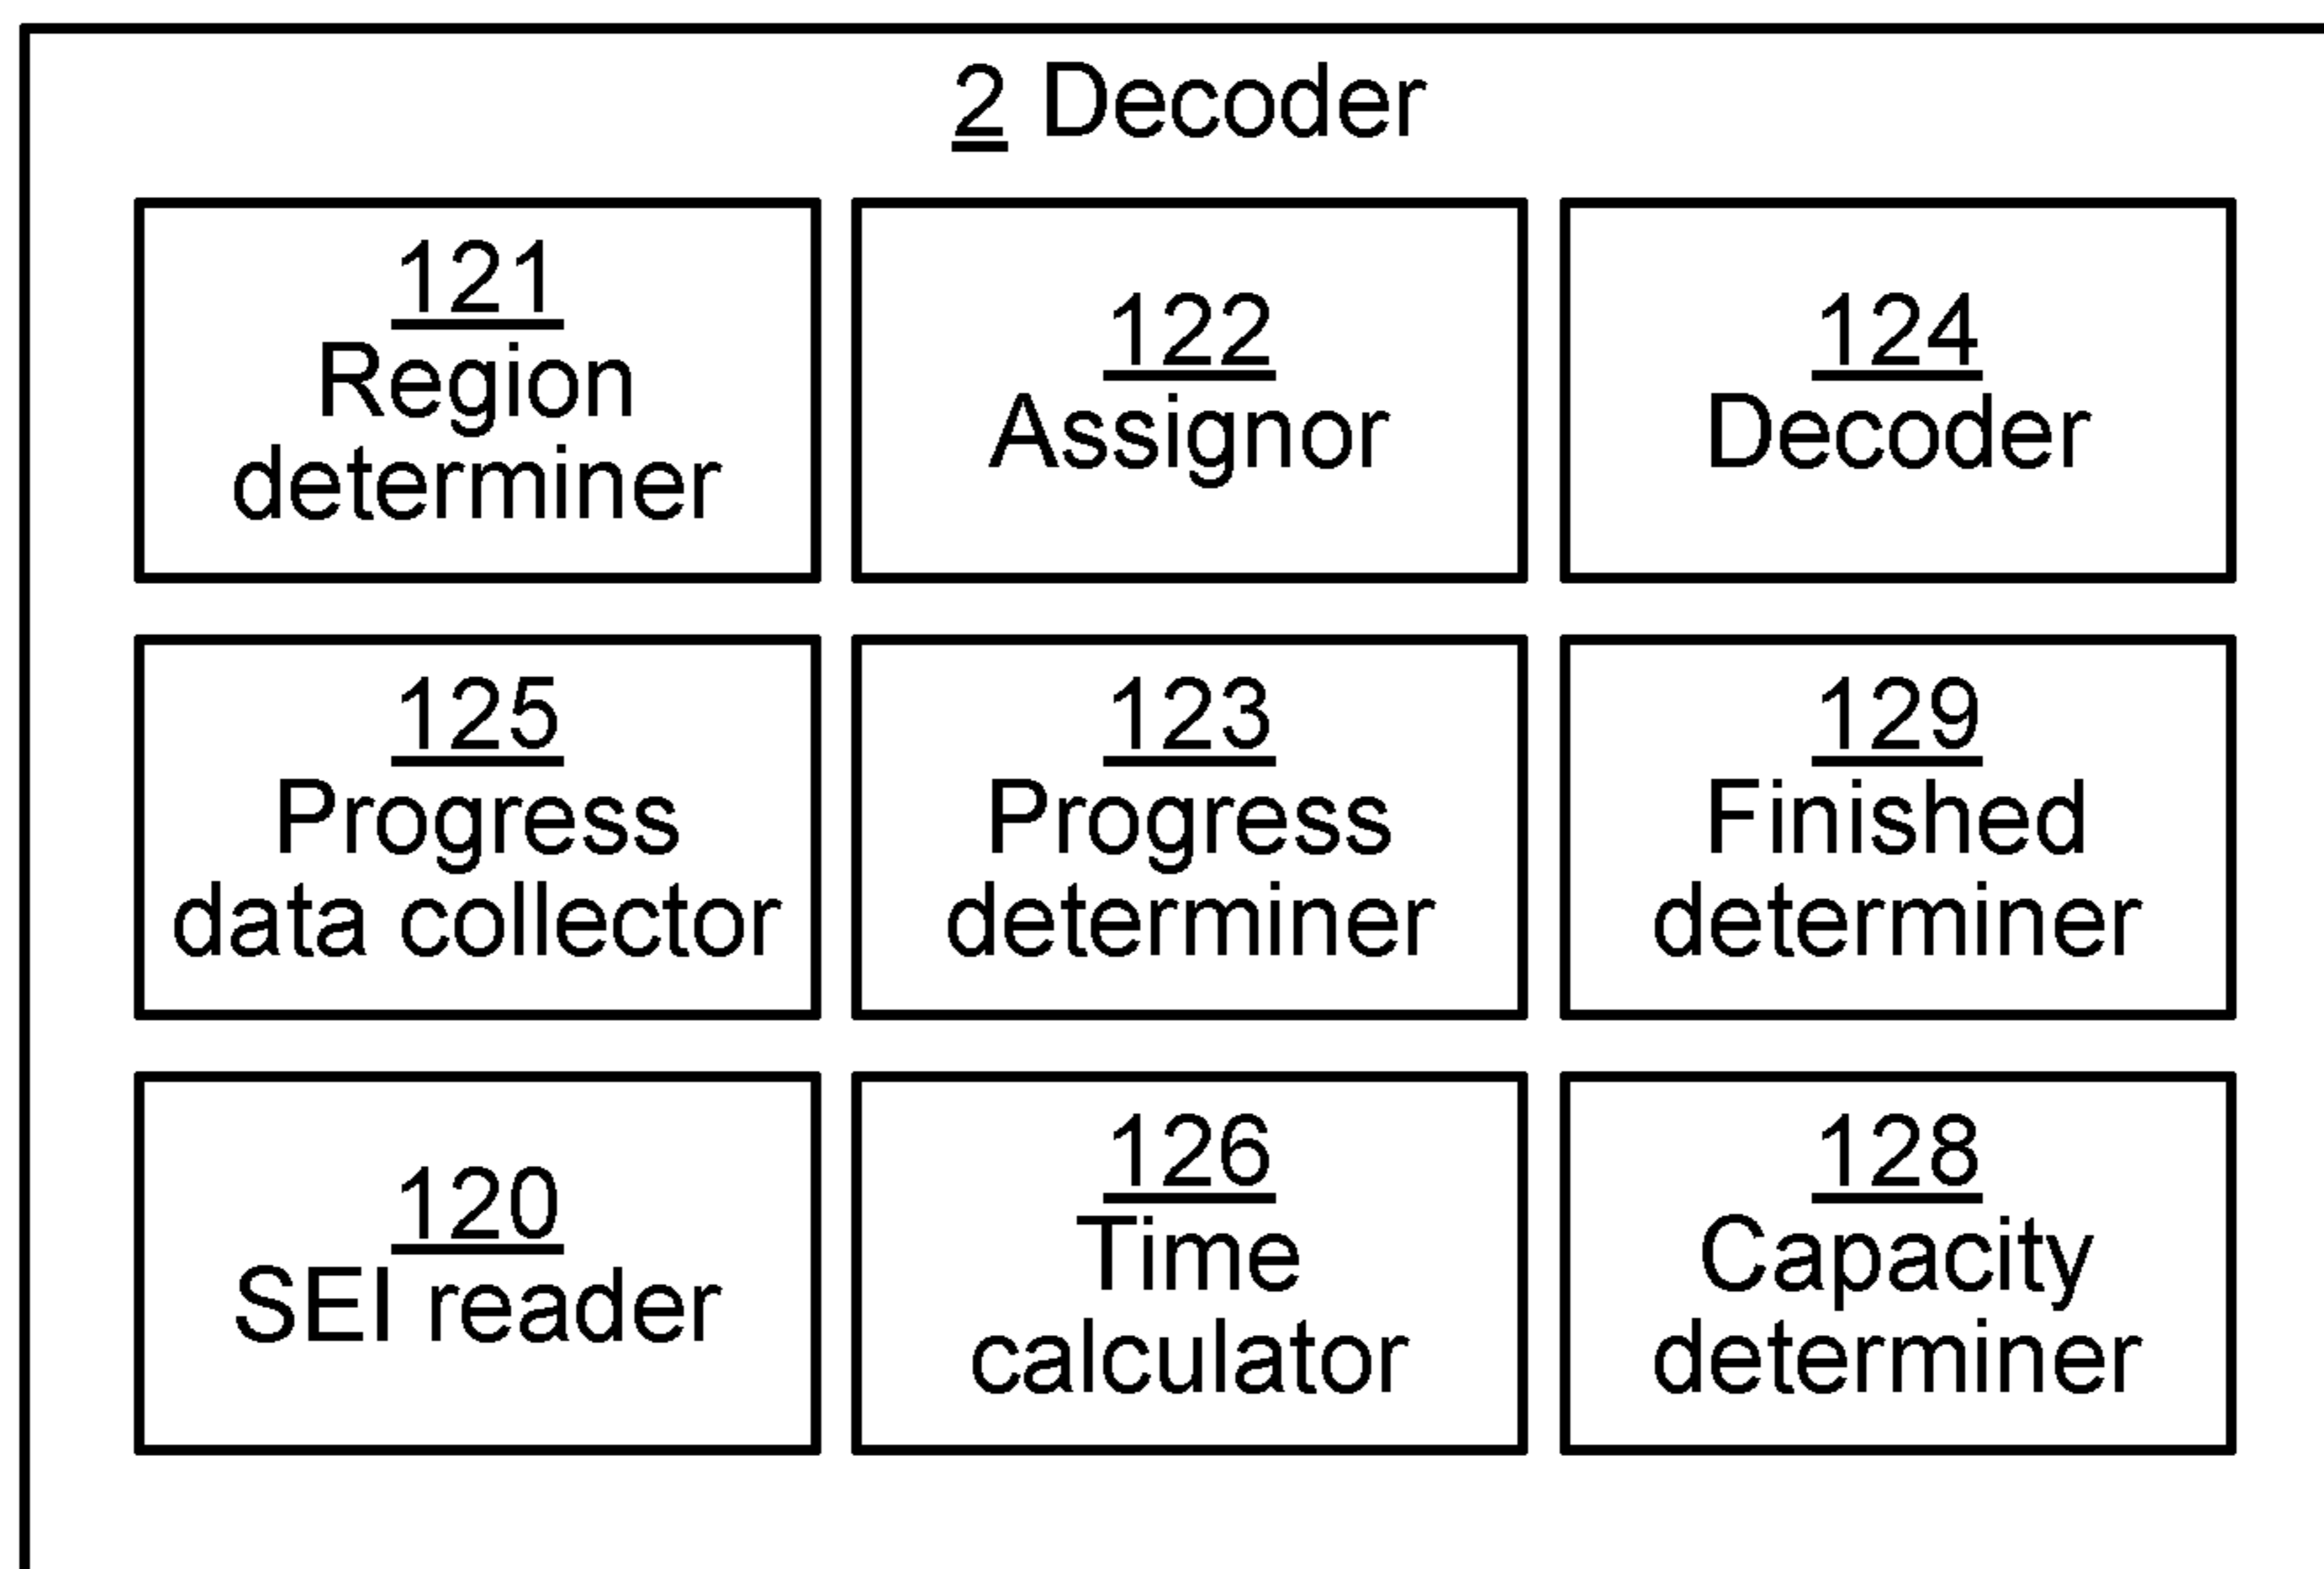 2 Decoder
121
Region
determiner
122
Assignor
124
Decoder
125
Progress
data collector
123
Progress
determiner
129
Finished
determiner
120
SEI reader
126
Time
calculator
128
Capacity
determiner